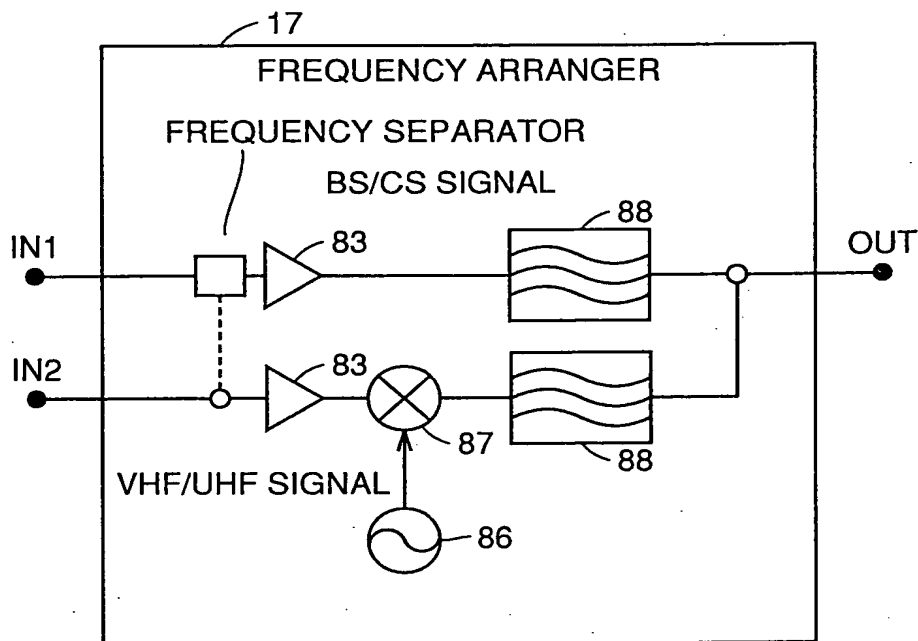 17
FREQUENCY ARRANGER
FREQUENCY SEPARATOR
BS/CS SIGNAL
88
83
IN1
OUT
IN2
83
87
88
VHF/UHF SIGNAL
86